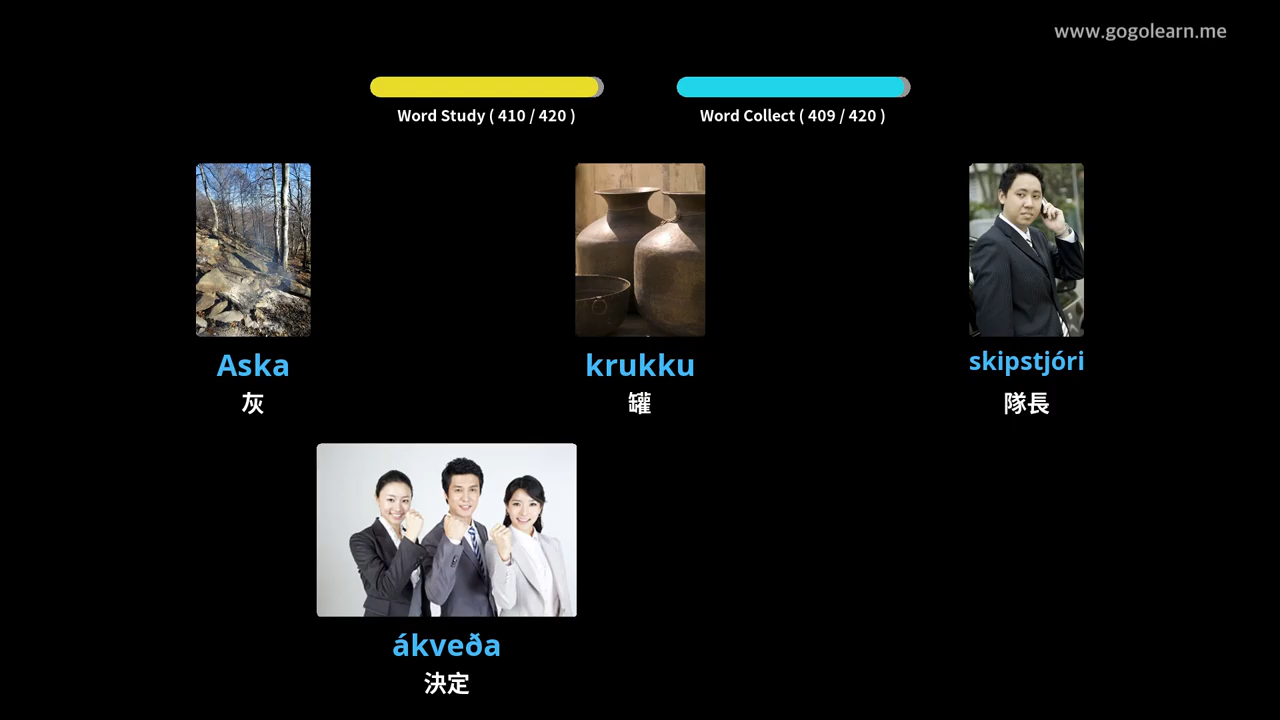 www.gogolearn.me
Word Study ( 410 / 420 )
Word Collect ( 409 / 420 )
Aska
krukku
skipstjóri
灰
罐
隊長
ákveða
決定